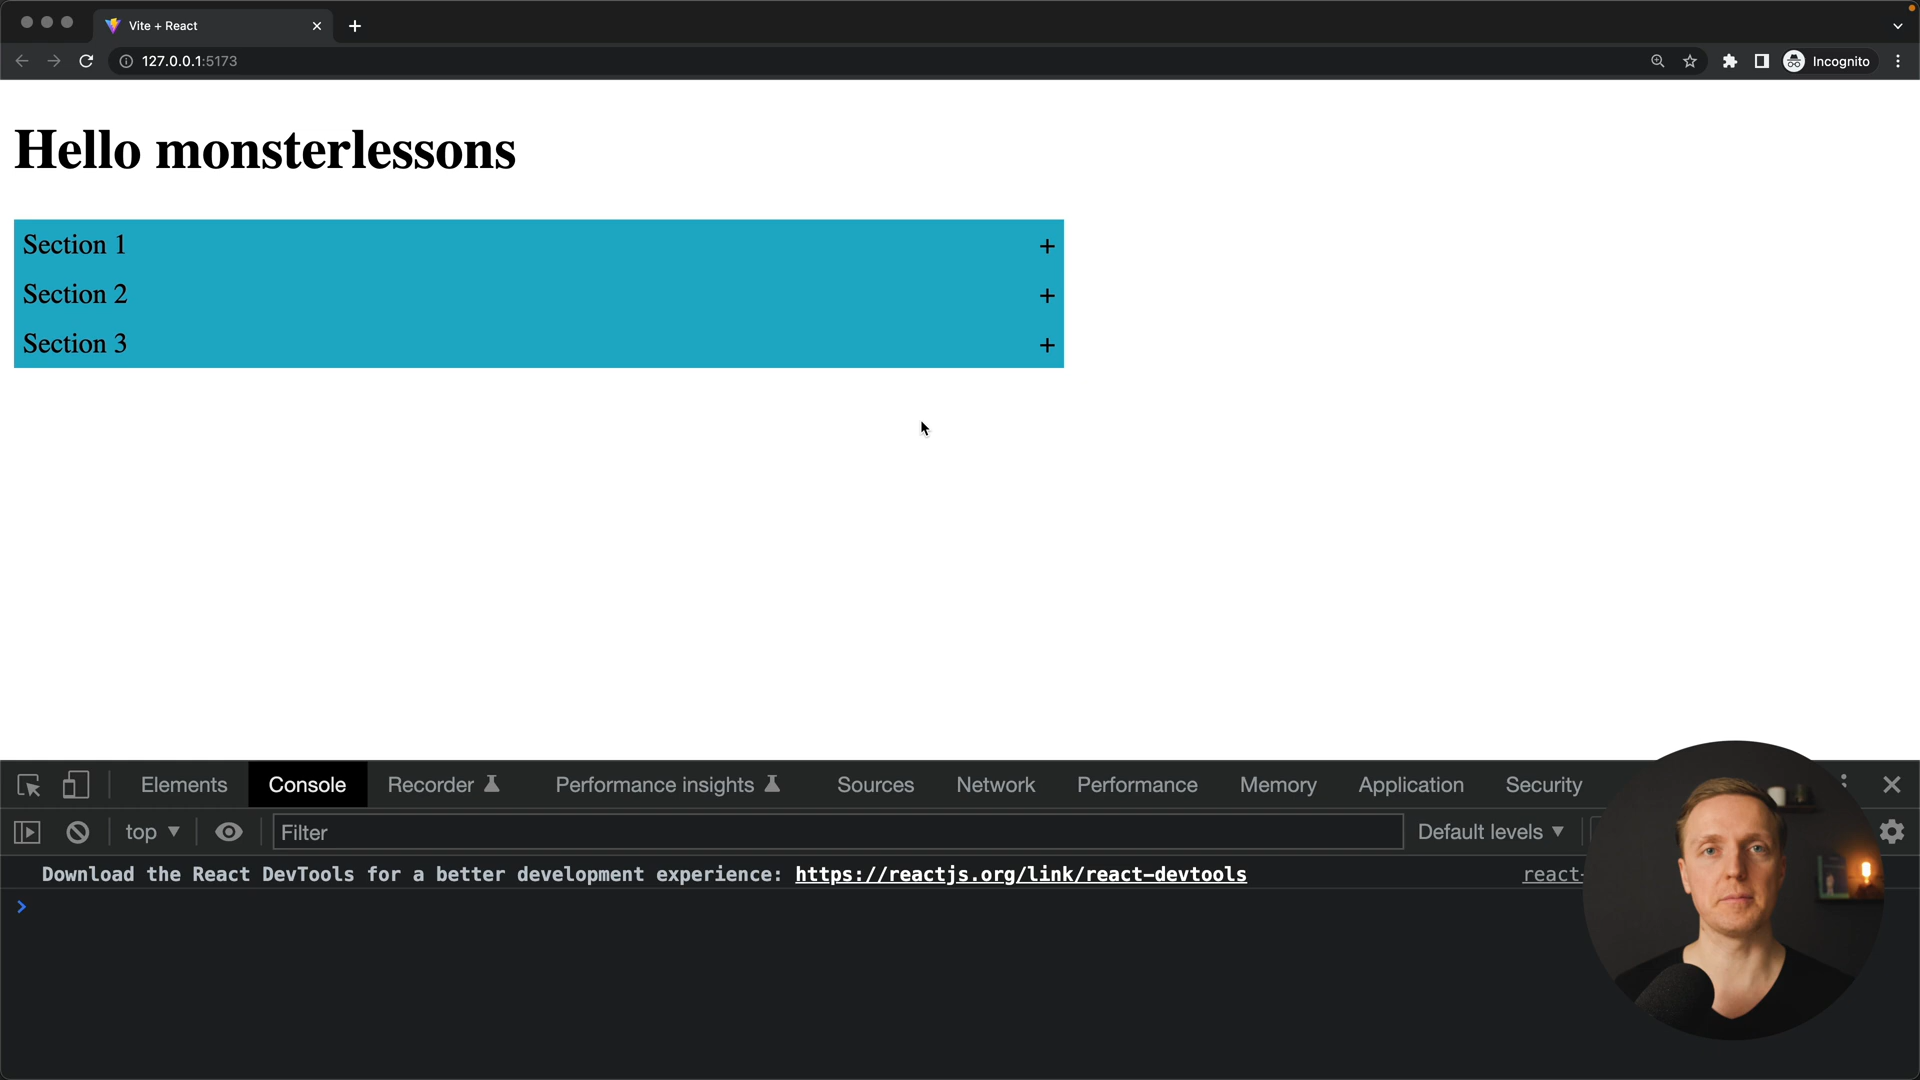 Vite + React
127.0.0.1:5173
Incognito
Hello monsterlessons
Section 1 +
Section 2 +
Section 3 +
Elements Console Recorder Performance insights Sources Network Performance Memory Application Security
top Filter Default levels
Download the React DevTools for a better development experience: https://reactjs.org/link/react-devtools react-